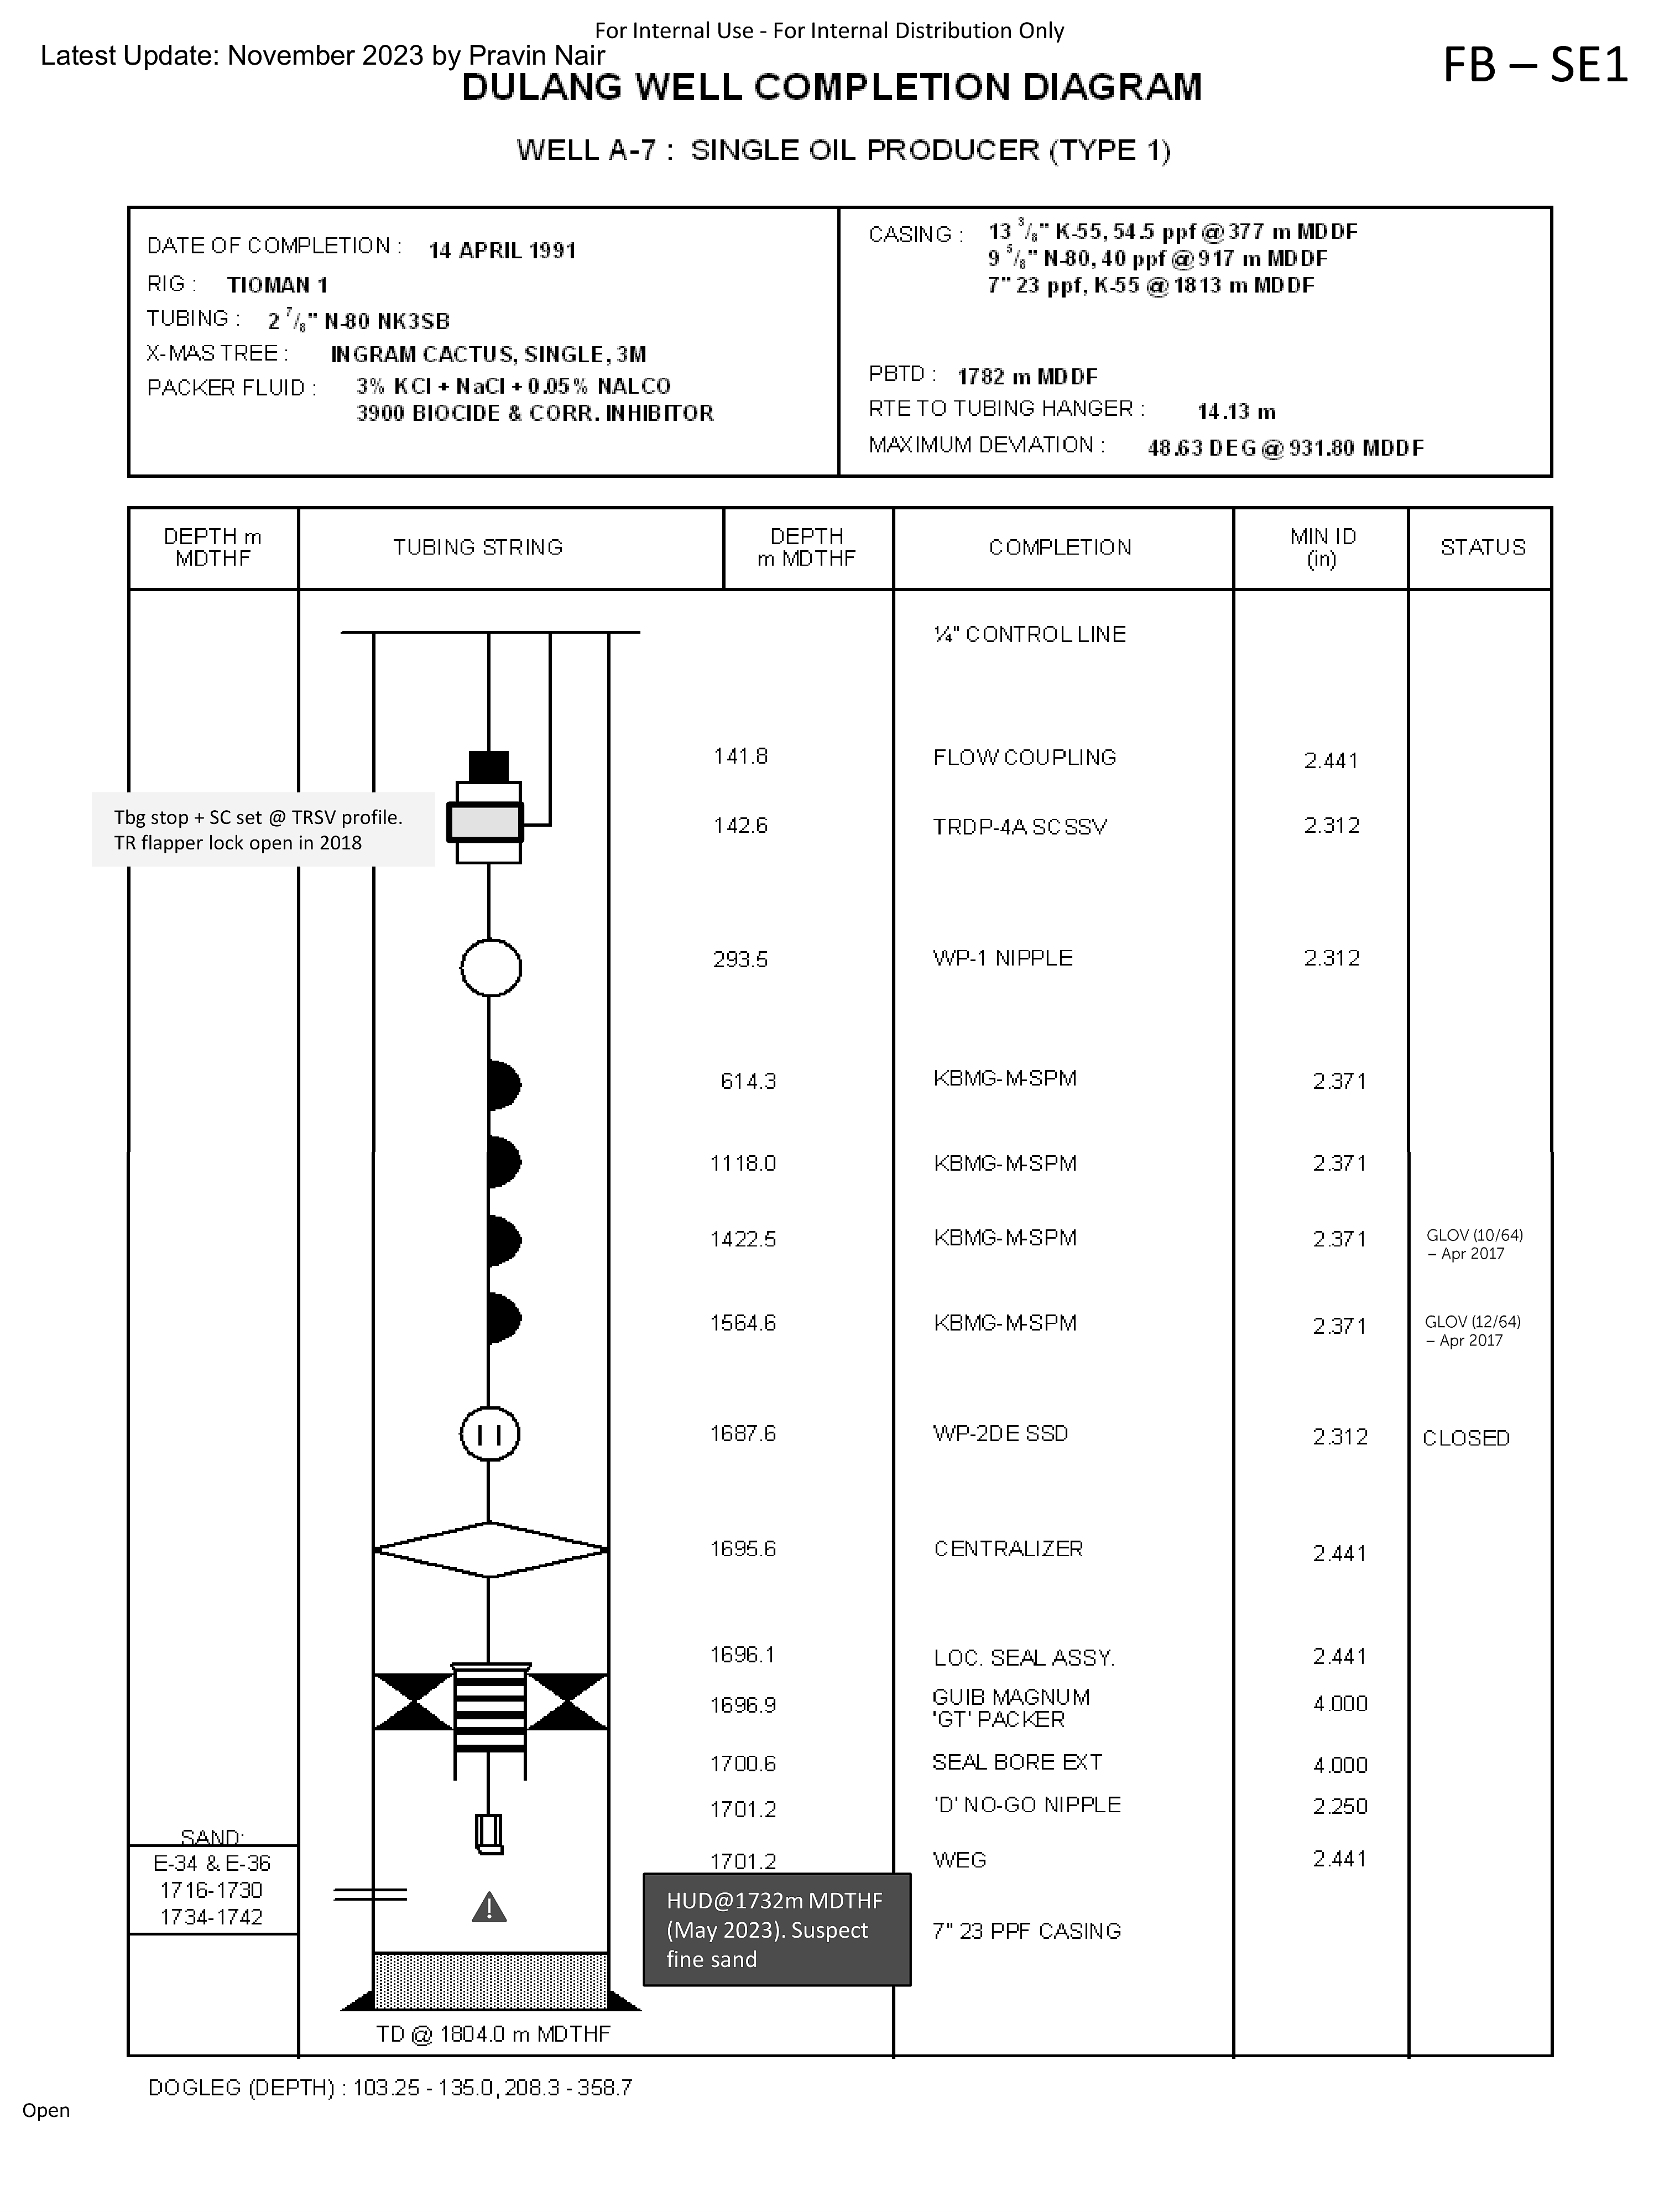 For Internal Use - For Internal Distribution Only
Latest Update: November 2023 by Pravin Nair
FB – SE1
DULANG WELL COMPLETION DIAGRAM
WELL A-7 : SINGLE OIL PRODUCER (TYPE 1)
DATE OF COMPLETION : 14 APRIL 1991
RIG : TIOMAN 1
TUBING : 2 7/8" N-80 NK3SB
X-MAS TREE : INGRAM CACTUS, SINGLE, 3M
PACKER FLUID : 3% KCl + NaCl + 0.05% NALCO
3900 BIOCIDE & CORR. INHIBITOR
CASING : 13 3/8" K-55, 54.5 ppf @ 377 m MDDF
9 5/8" N-80, 40 ppf @ 917 m MDDF
7" 23 ppf, K-55 @ 1813 m MDDF
PBTD : 1782 m MDDF
RTE TO TUBING HANGER : 14.13 m
MAXIMUM DEVIATION : 48.63 DEG @ 931.80 MDDF
DEPTH m
MDTHF
TUBING STRING
DEPTH
m MDTHF
COMPLETION
MIN ID
(in)
STATUS
¼" CONTROL LINE
141.8 FLOW COUPLING 2.441
Tbg stop + SC set @ TRSV profile.
TR flapper lock open in 2018
142.6 TRDP-4A SCSSV 2.312
293.5 WP-1 NIPPLE 2.312
614.3 KBMG-M-SPM 2.371
1118.0 KBMG-M-SPM 2.371
1422.5 KBMG-M-SPM 2.371 GLOV (10/64)
– Apr 2017
1564.6 KBMG-M-SPM 2.371 GLOV (12/64)
– Apr 2017
1687.6 WP-2DE SSD 2.312 CLOSED
1695.6 CENTRALIZER 2.441
1696.1 LOC. SEAL ASSY. 2.441
1696.9 GUIB MAGNUM 4.000
'GT' PACKER
1700.6 SEAL BORE EXT 4.000
1701.2 'D' NO-GO NIPPLE 2.250
1701.2 WEG 2.441
SAND:
E-34 & E-36
1716-1730
1734-1742
HUD@1732m MDTHF
(May 2023). Suspect
fine sand
7" 23 PPF CASING
TD @ 1804.0 m MDTHF
DOGLEG (DEPTH) : 103.25 - 135.0, 208.3 - 358.7
Open